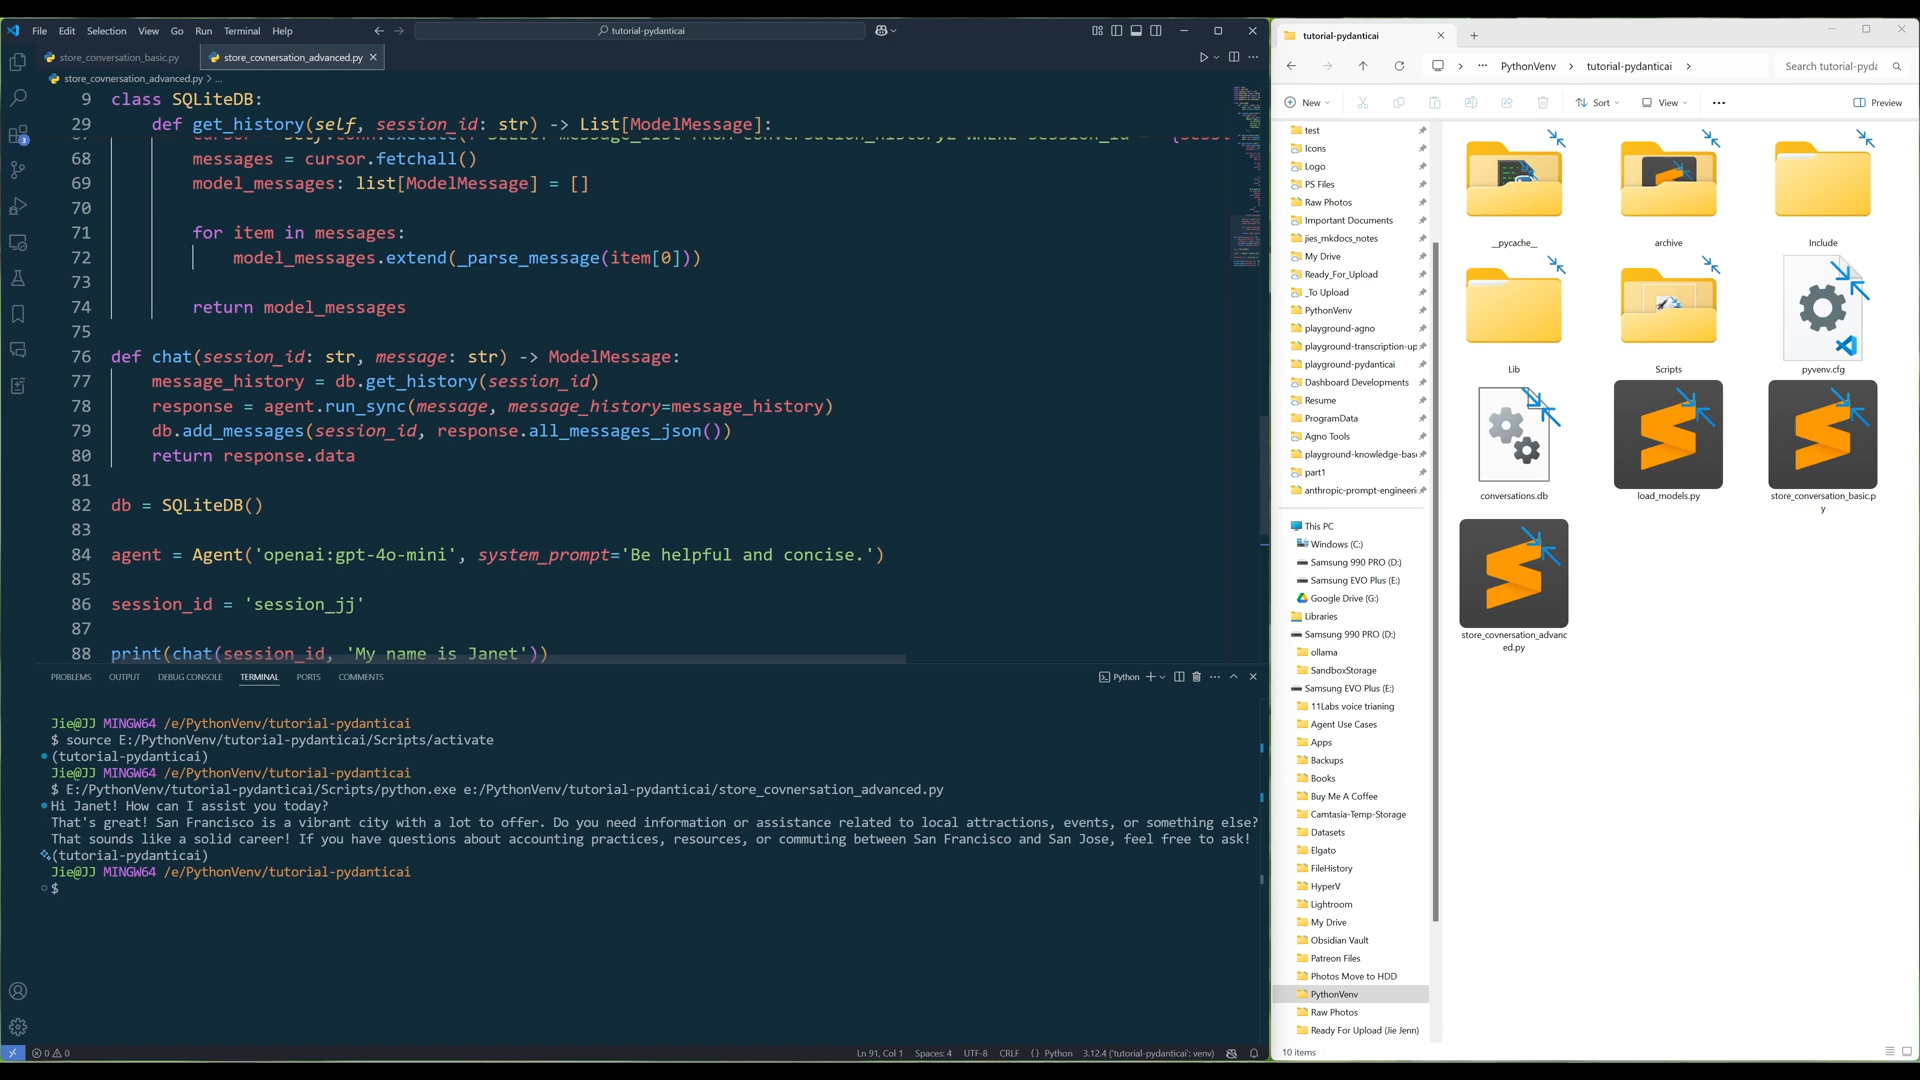 File Edit Selection View Go Run Terminal Help
tutorial-pydanticai
store_conversation_basic.py
store_covnersation_advanced.py
store_covnersation_advanced.py > ...
9 class SQLiteDB:
29 def get_history(self, session_id: str) -> List[ModelMessage]:
68 messages = cursor.fetchall()
69 model_messages: list[ModelMessage] = []
70
71 for item in messages:
72 model_messages.extend(_parse_message(item[0]))
73
74 return model_messages
75
76 def chat(session_id: str, message: str) -> ModelMessage:
77 message_history = db.get_history(session_id)
78 response = agent.run_sync(message, message_history=message_history)
79 db.add_messages(session_id, response.all_messages_json())
80 return response.data
81
82 db = SQLiteDB()
83
84 agent = Agent('openai:gpt-4o-mini', system_prompt='Be helpful and concise.')
85
86 session_id = 'session_jj'
87
88 print(chat(session_id, 'My name is Janet'))
PROBLEMS OUTPUT DEBUG CONSOLE TERMINAL PORTS COMMENTS
Python
Jie@JJ MINGW64 /e/PythonVenv/tutorial-pydanticai
$ source E:/PythonVenv/tutorial-pydanticai/Scripts/activate
(tutorial-pydanticai)
Jie@JJ MINGW64 /e/PythonVenv/tutorial-pydanticai
$ E:/PythonVenv/tutorial-pydanticai/Scripts/python.exe e:/PythonVenv/tutorial-pydanticai/store_covnersation_advanced.py
Hi Janet! How can I assist you today?
That's great! San Francisco is a vibrant city with a lot to offer. Do you need information or assistance related to local attractions, events, or something else?
That sounds like a solid career! If you have questions about accounting practices, resources, or commuting between San Francisco and San Jose, feel free to ask!
(tutorial-pydanticai)
Jie@JJ MINGW64 /e/PythonVenv/tutorial-pydanticai
$
3
0 0
Ln 91, Col 1 Spaces: 4 UTF-8 CRLF {} Python 3.12.4 ('tutorial-pydanticai': venv)
tutorial-pydanticai
PythonVenv > tutorial-pydanticai >
Search tutorial-pyda
New Sort View ... Preview
test
Icons
Logo
PS Files
Raw Photos
Important Documents
jies_mkdocs_notes
My Drive
Ready_For_Upload
_To Upload
PythonVenv
playground-agno
playground-transcription-up
playground-pydanticai
Dashboard Developments
Resume
ProgramData
Agno Tools
playground-knowledge-base
part1
anthropic-prompt-engineeri
This PC
Windows (C:)
Samsung 990 PRO (D:)
Samsung EVO Plus (E:)
Google Drive (G:)
Libraries
Samsung 990 PRO (D:)
ollama
SandboxStorage
Samsung EVO Plus (E:)
11Labs voice trianing
Agent Use Cases
Apps
Backups
Books
Buy Me A Coffee
Camtasia-Temp-Storage
Datasets
Elgato
FileHistory
HyperV
Lightroom
My Drive
Obsidian Vault
Patreon Files
Photos Move to HDD
PythonVenv
Raw Photos
Ready For Upload (Jie Jenn)
__pycache__
archive
Include
Lib
Scripts
pyvenv.cfg
conversations.db
load_models.py
store_conversation_basic.p
y
store_covnersation_advanc
ed.py
10 items